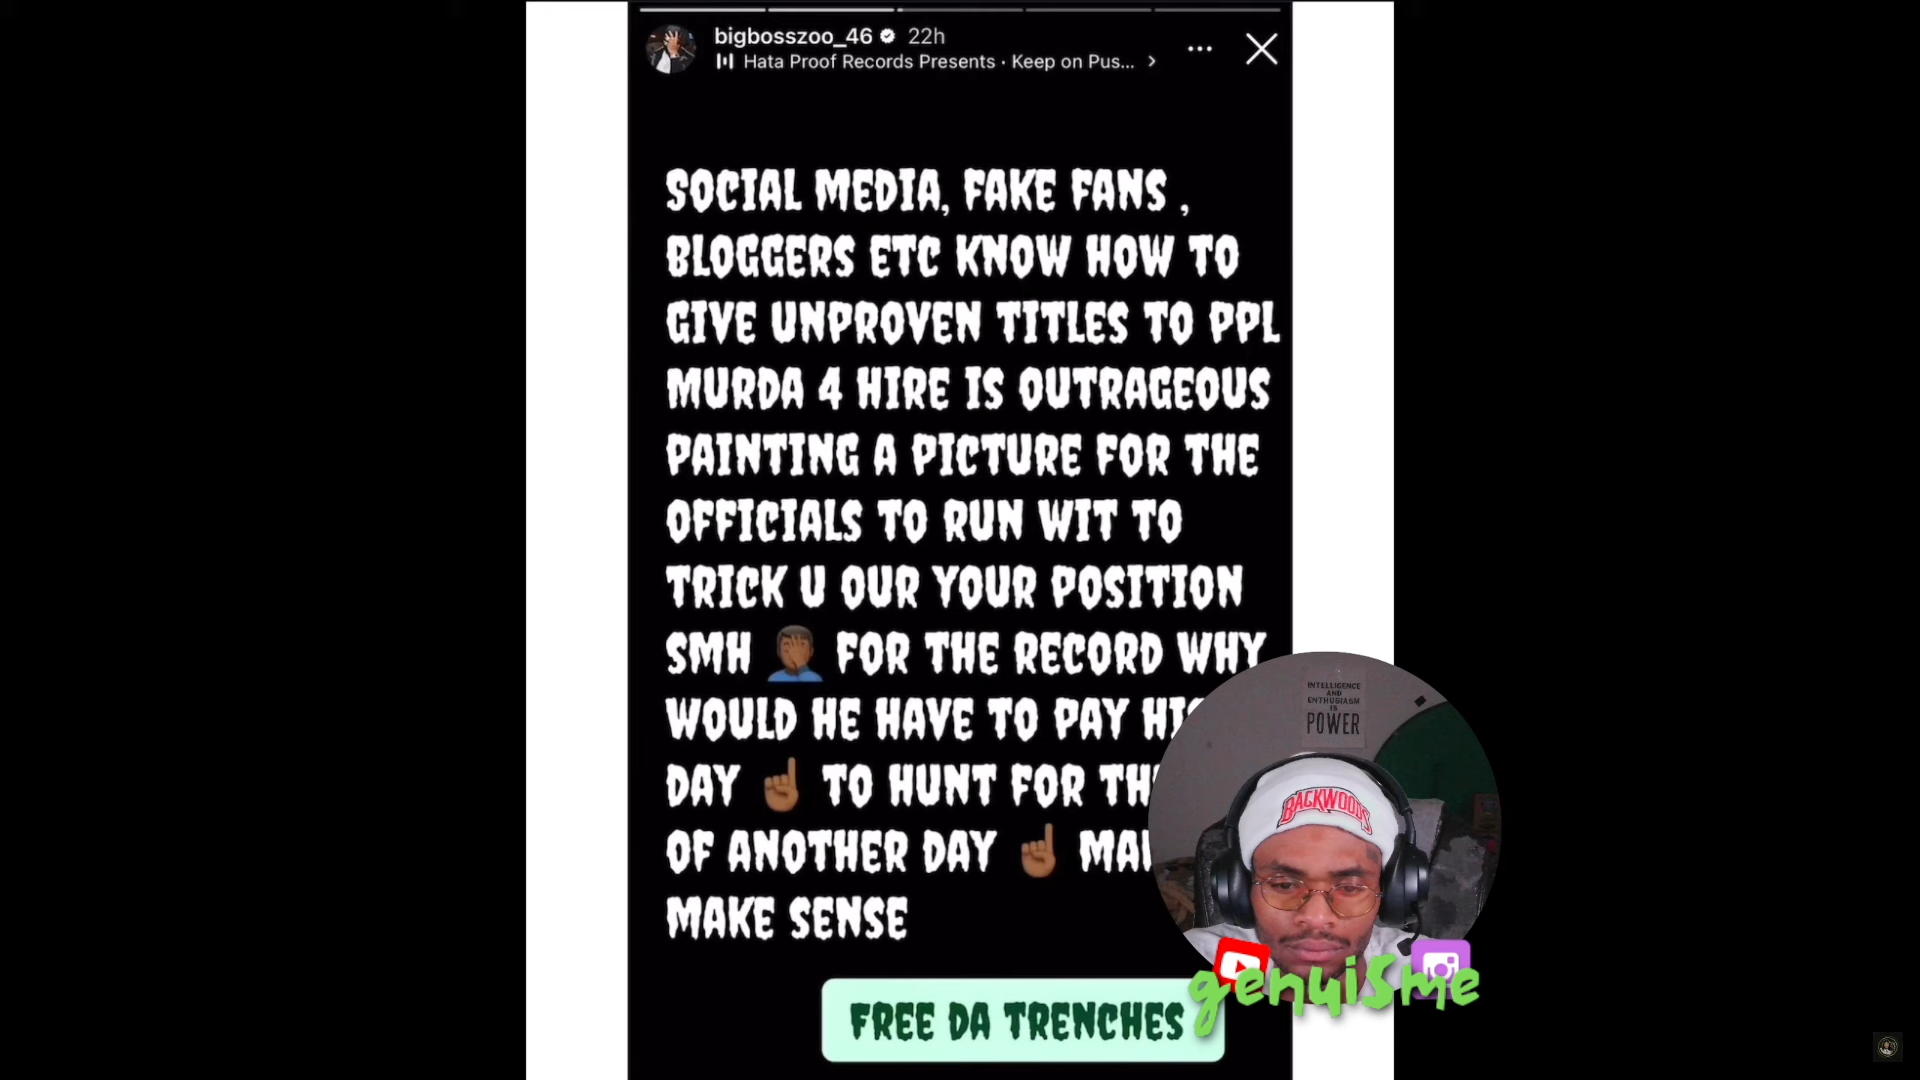 bigbosszoo_46 22h
Hata Proof Records Presents · Keep on Pus... >
SOCIAL MEDIA, FAKE FANS ,
BLOGGERS ETC KNOW HOW TO
GIVE UNPROVEN TITLES TO PPL
MURDA 4 HIRE IS OUTRAGEOUS
PAINTING A PICTURE FOR THE
OFFICIALS TO RUN WIT TO
TRICK U OUR YOUR POSITION
SMH 🤦🏾‍♂️ FOR THE RECORD WHY
WOULD HE HAVE TO PAY
DAY ☝🏾 TO HUNT FOR
OF ANOTHER DAY ☝🏾
MAKE SENSE
FREE DA TRENCHES
INTELLIGENCE
AND
ENTHUSIASM
IS
POWER
BACKWOODS
genuiSme